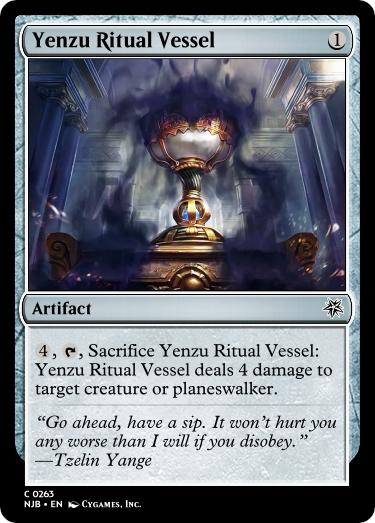 Yenzu Ritual Vessel 1
Artifact
4, , Sacrifice Yenzu Ritual Vessel:
Yenzu Ritual Vessel deals 4 damage to
target creature or planeswalker.
“Go ahead, have a sip. It won’t hurt you
any worse than I will if you disobey.”
—Tzelin Yange
C 0263
NJB • EN Cygames, Inc.